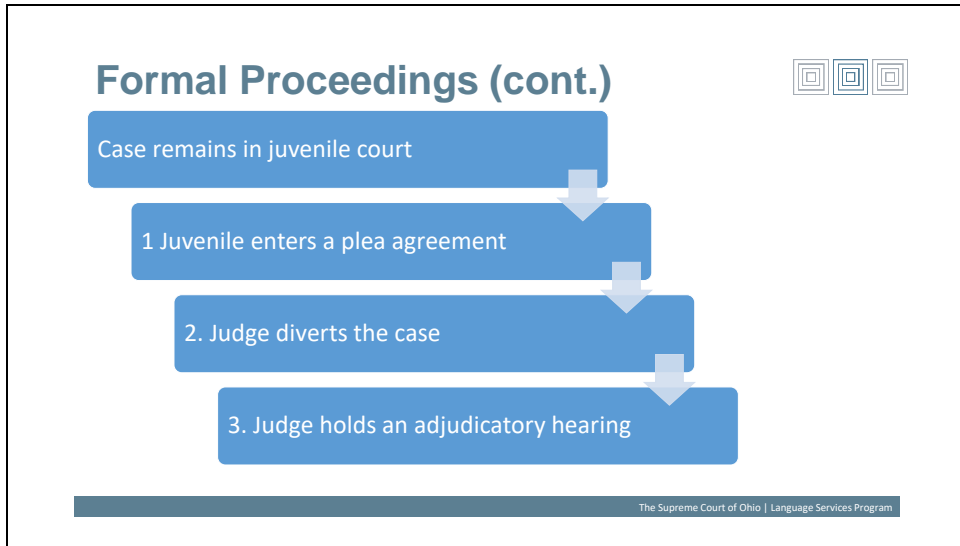 Formal Proceedings (cont.)
Case remains in juvenile court
1 Juvenile enters a plea agreement
2. Judge diverts the case
3. Judge holds an adjudicatory hearing
The Supreme Court of Ohio | Language Services Program